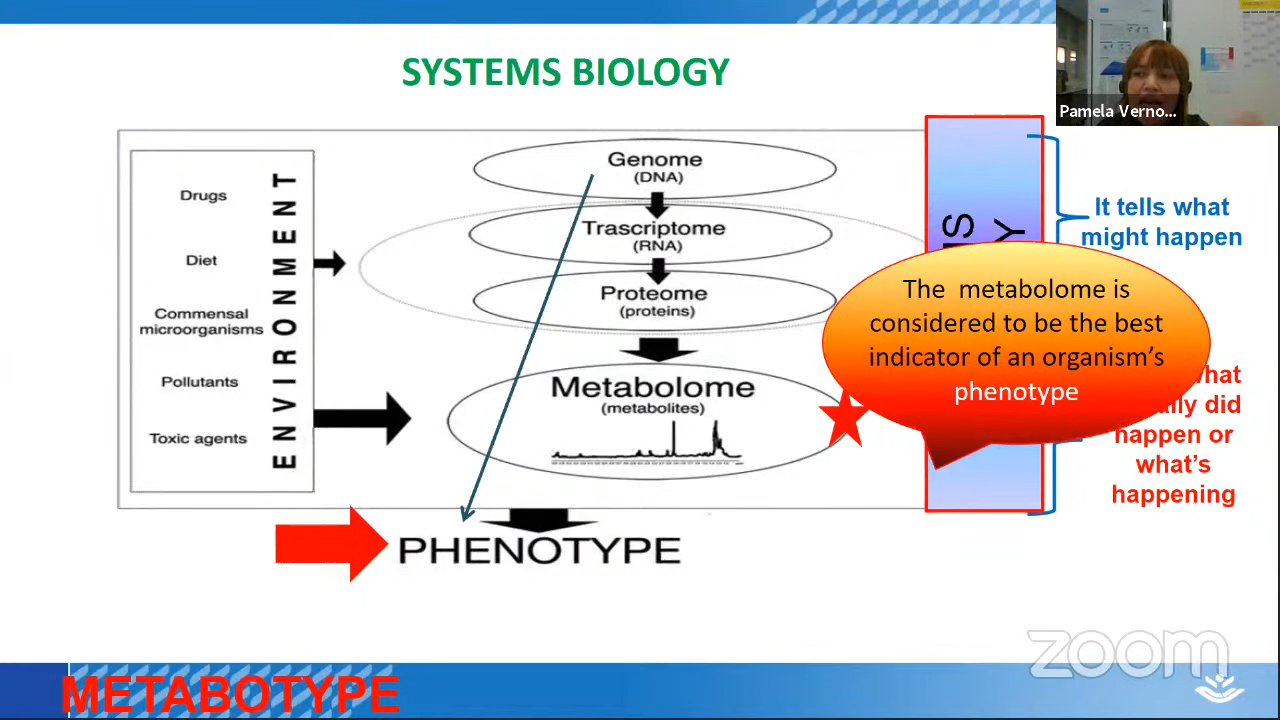 SYSTEMS BIOLOGY
Pamela Verno...
Drugs
Diet
Commensal
microorganisms
Pollutants
Toxic agents
ENVIRONMENT
Genome
(DNA)
Trascriptome
(RNA)
Proteome
(proteins)
Metabolome
(metabolites)
PHENOTYPE
IS
Y
It tells what
might happen
The metabolome is
considered to be the best
indicator of an organism's
phenotype
happen or
what's
happening
did
METABOTYPE
zoom